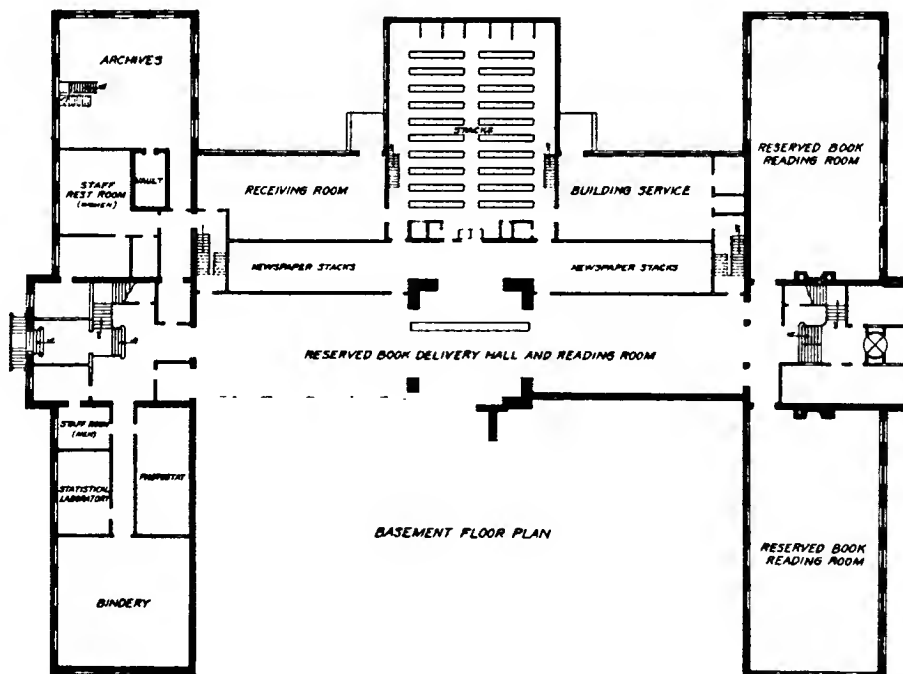 ARCHIVES
STACKS
RESERVED BOOK
READING ROOM
STAFF
REST ROOM
(WOMEN)
VAULT
RECEIVING ROOM
BUILDING SERVICE
NEWSPAPER STACKS
NEWSPAPER STACKS
RESERVED BOOK DELIVERY HALL AND READING ROOM
STAFF ROOM
(MEN)
STATISTICAL
LABORATORY
PHOTOSTAT
BASEMENT FLOOR PLAN
RESERVED BOOK
READING ROOM
BINDERY